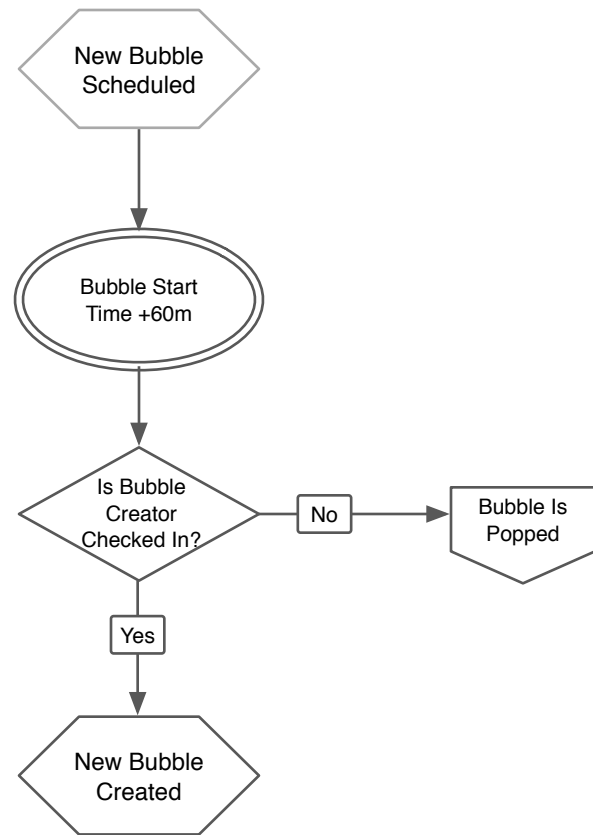 New Bubble
Scheduled
Bubble Start
Time +60m
Is Bubble
Creator
Checked In?
No
Bubble Is
Popped
Yes
New Bubble
Created